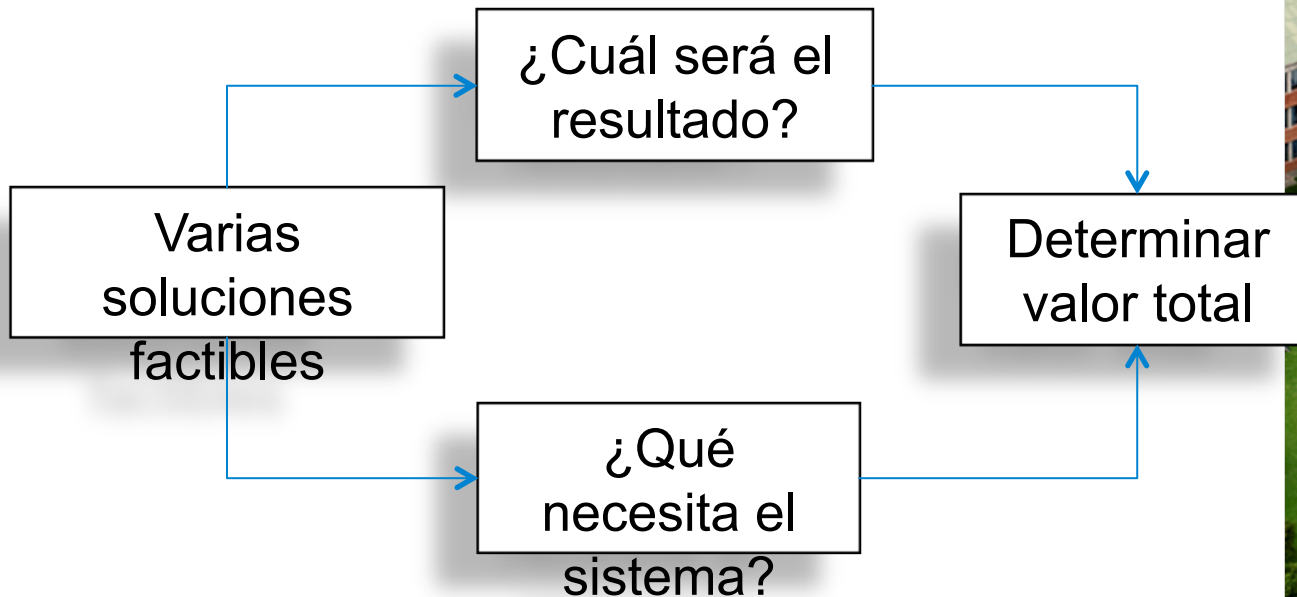 ¿Cuál será el
resultado?
Varias
soluciones
factibles
Determinar
valor total
¿Qué
necesita el
sistema?